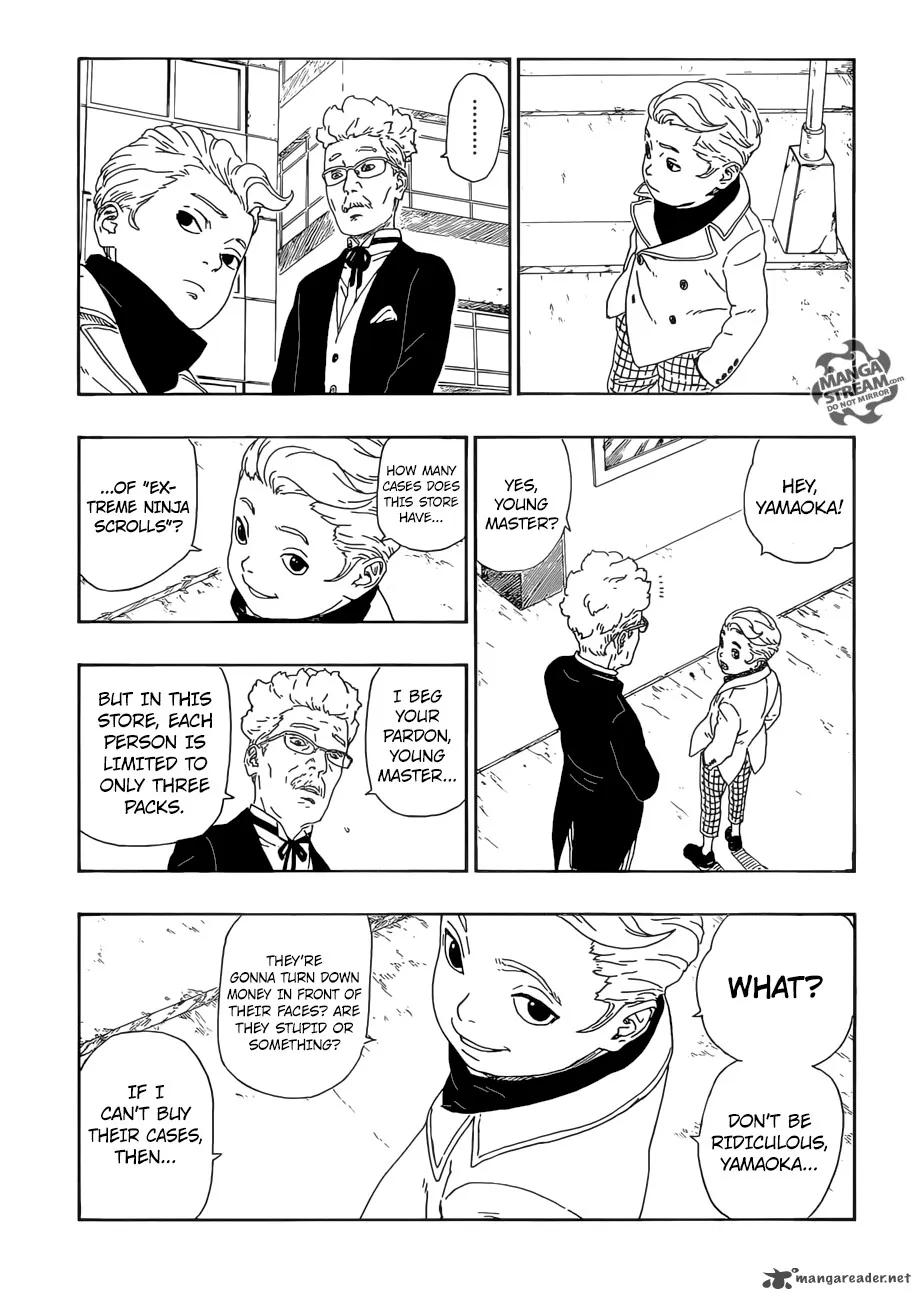 .........
MANGA
STREAM.com
DO NOT MIRROR!
HEY,
YAMAOKA!
YES,
YOUNG
MASTER?
HOW MANY
CASES DOES
THIS STORE
HAVE...
...OF "EX-
TREME NINJA
SCROLLS"?
I BEG
YOUR
PARDON,
YOUNG
MASTER...
BUT IN THIS
STORE, EACH
PERSON IS
LIMITED TO
ONLY THREE
PACKS.
WHAT?
DON'T BE
RIDICULOUS,
YAMAOKA...
THEY'RE
GONNA TURN DOWN
MONEY IN FRONT OF
THEIR FACES? ARE
THEY STUPID OR
SOMETHING?
IF I
CAN'T BUY
THEIR CASES,
THEN...
mangareader.net